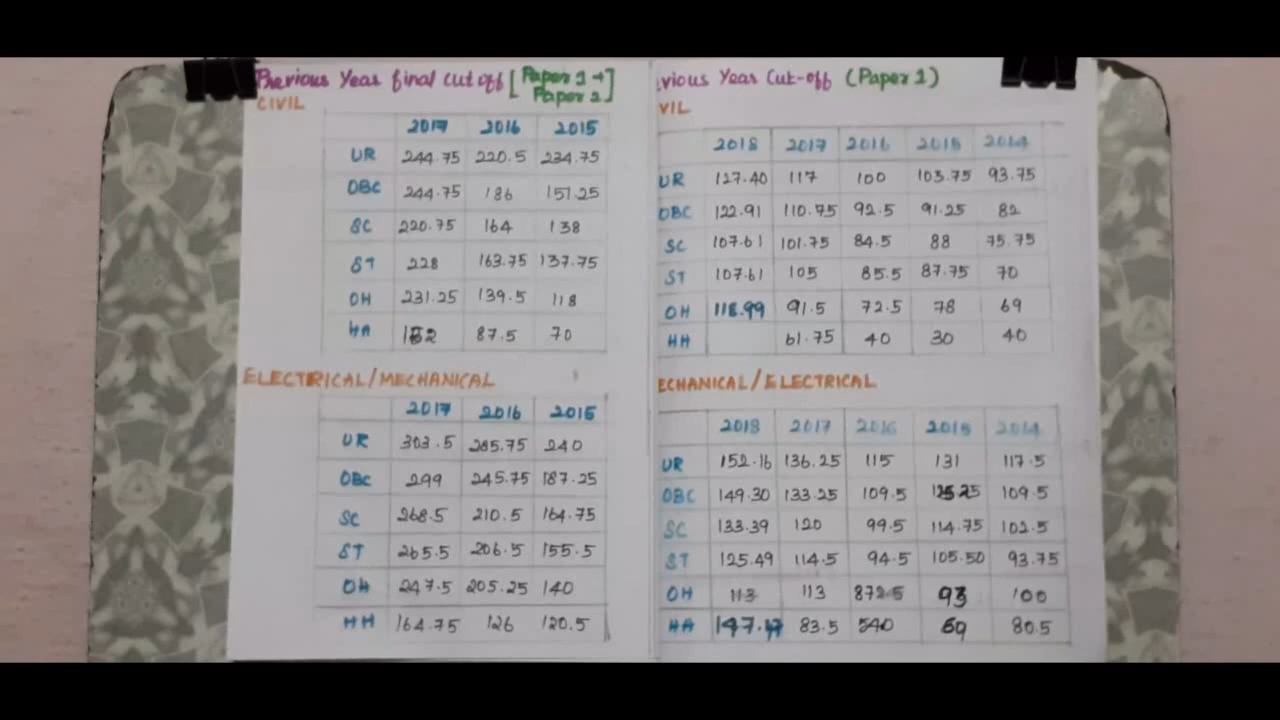 Previous Year final cut off [Paper 1 + Paper 2]
CIVIL
2017 2016 2015
UR 244.75 220.5 234.75
OBC 244.75 186 151.25
SC 220.75 164 138
ST 228 163.75 137.75
OH 231.25 139.5 118
HH 87.5 70
ELECTRICAL/MECHANICAL
2017 2016 2015
UR 303.5 285.75 240
OBC 299 245.75 187.25
SC 268.5 210.5 164.75
ST 265.5 206.5 155.5
OH 247.5 205.25 140
HH 164.75 126 120.5
vious Year Cut-off (Paper 1)
VIL
2018 2017 2016 2015 2014
UR 127.40 117 100 103.75 93.75
OBC 122.91 110.75 92.5 91.25 82
SC 107.61 101.75 84.5 88 75.75
ST 107.61 105 85.5 87.75 70
OH 118.99 91.5 72.5 78 69
HH 61.75 40 30 40
ECHANICAL/ELECTRICAL
2018 2017 2016 2015 2014
UR 152.16 136.25 115 131 117.5
OBC 149.30 133.25 109.5 109.5
SC 133.39 120 99.5 114.75 102.5
ST 125.49 114.5 94.5 105.50 93.75
OH 113 113 93 100
HH 83.5 80.5